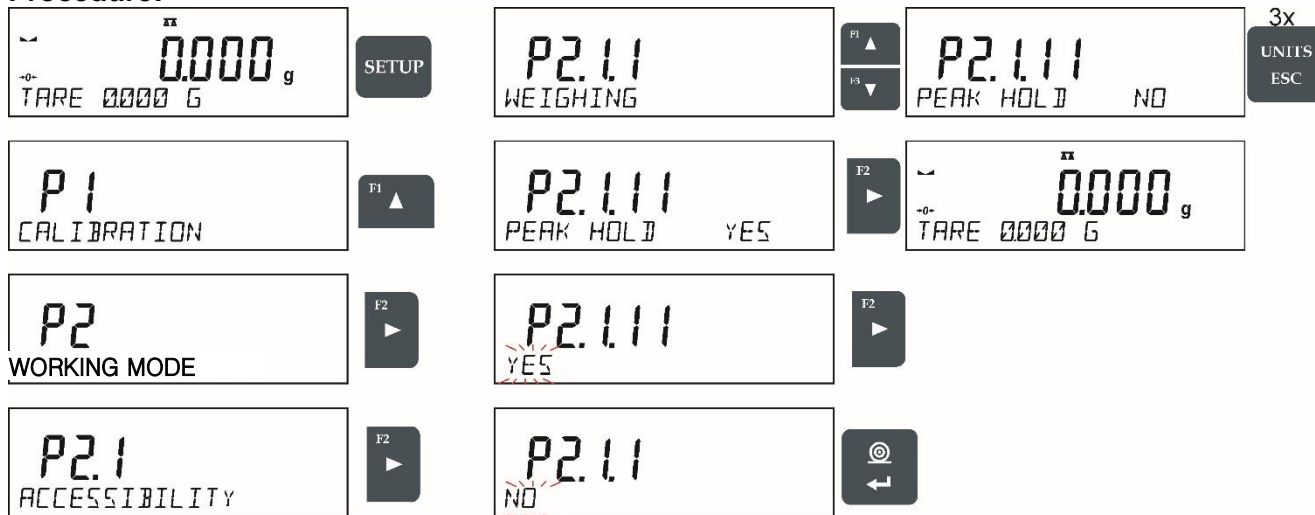 Procedure:
0.000 g
→0←
TARE 0.000 G
SETUP
P1
CALIBRATION
F1
P2
WORKING MODE
F2
P2.1
ACCESSIBILITY
F2
P2.1.1
WEIGHING
F1
F3
P2.1.11
PEAK HOLD YES
F2
P2.1.11
YES
F2
P2.1.1
NO
P2.1.11
PEAK HOLD NO
3x
UNITS
ESC
0.000 g
→0←
TARE 0.000 G